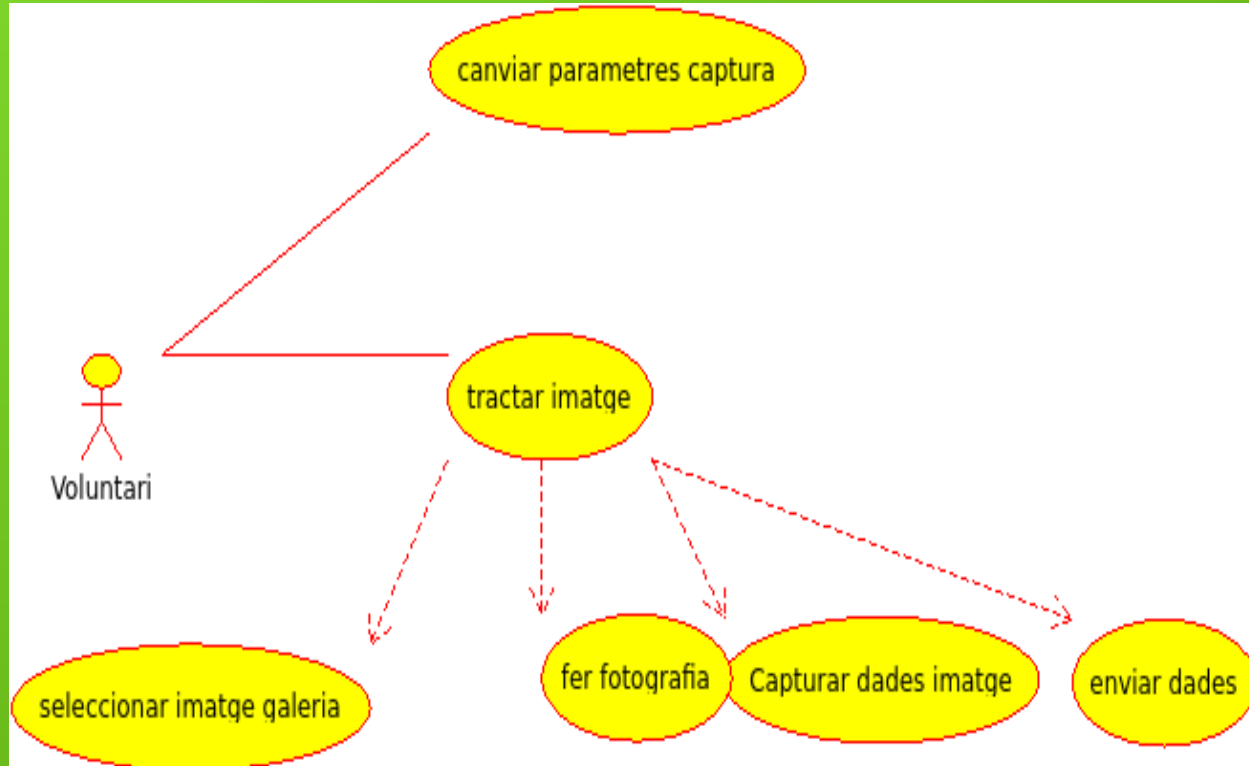 canviar parametres captura
tractar imatge
Voluntari
seleccionar imatge galeria
fer fotografia
Capturar dades imatge
enviar dades